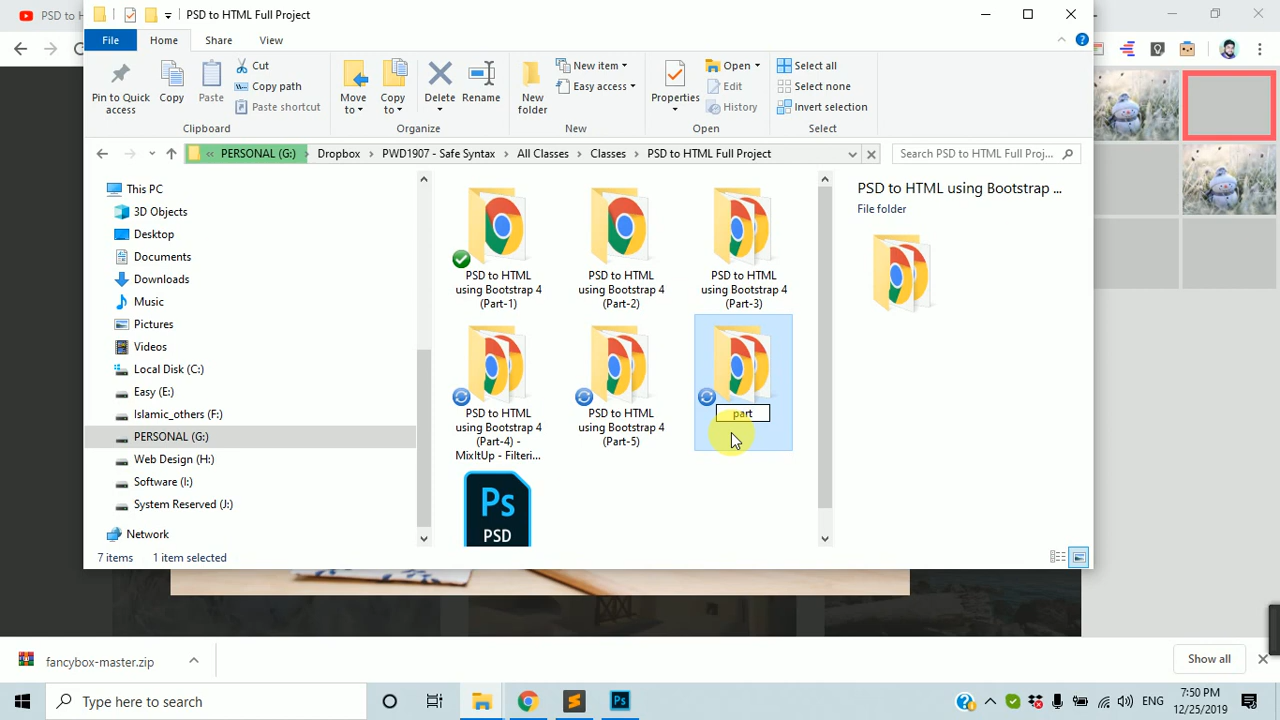 PSD to H
PSD to HTML Full Project
File
Home
Share
View
Pin to Quick
access
Copy
Paste
Cut
Copy path
Paste shortcut
Clipboard
Move
to
Copy
to
Delete
Rename
Organize
New
folder
New item
Easy access
New
Properties
Open
Edit
History
Open
Select all
Select none
Invert selection
Select
« PERSONAL (G:) › Dropbox › PWD1907 - Safe Syntax › All Classes › Classes › PSD to HTML Full Project
Search PSD to HTML Full Proj...
This PC
3D Objects
Desktop
Documents
Downloads
Music
Pictures
Videos
Local Disk (C:)
Easy (E:)
Islamic_others (F:)
PERSONAL (G:)
Web Design (H:)
Software (I:)
System Reserved (J:)
Network
PSD to HTML
using Bootstrap 4
(Part-1)
PSD to HTML
using Bootstrap 4
(Part-2)
PSD to HTML
using Bootstrap 4
(Part-3)
PSD to HTML
using Bootstrap 4
(Part-4) -
MixItUp - Filteri...
PSD to HTML
using Bootstrap 4
(Part-5)
part
Ps
PSD
PSD to HTML using Bootstrap ...
File folder
7 items
1 item selected
fancybox-master.zip
Show all
Type here to search
Ps
ENG
7:50 PM
12/25/2019